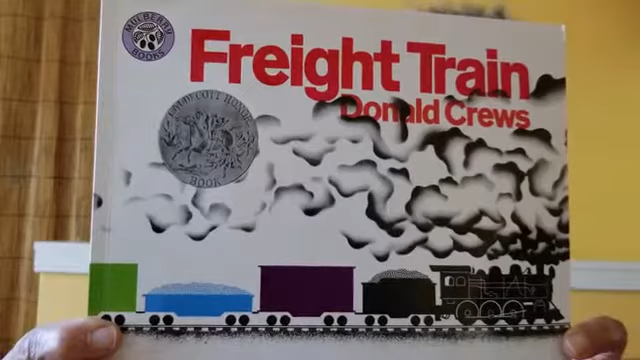 MULBERRY
BOOKS
Freight Train
Donald Crews
CALDECOTT HONOR
BOOK